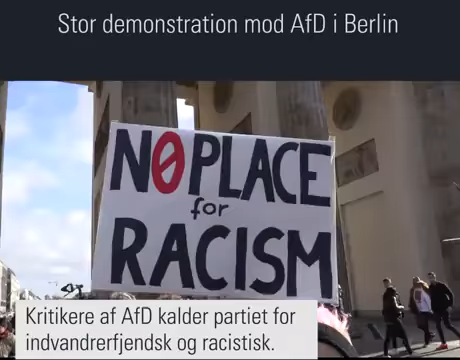 Stor demonstration mod AfD i Berlin
NO PLACE
for
RACISM
Kritikere af AfD kalder partiet for
indvandrerfjendsk og racistisk.